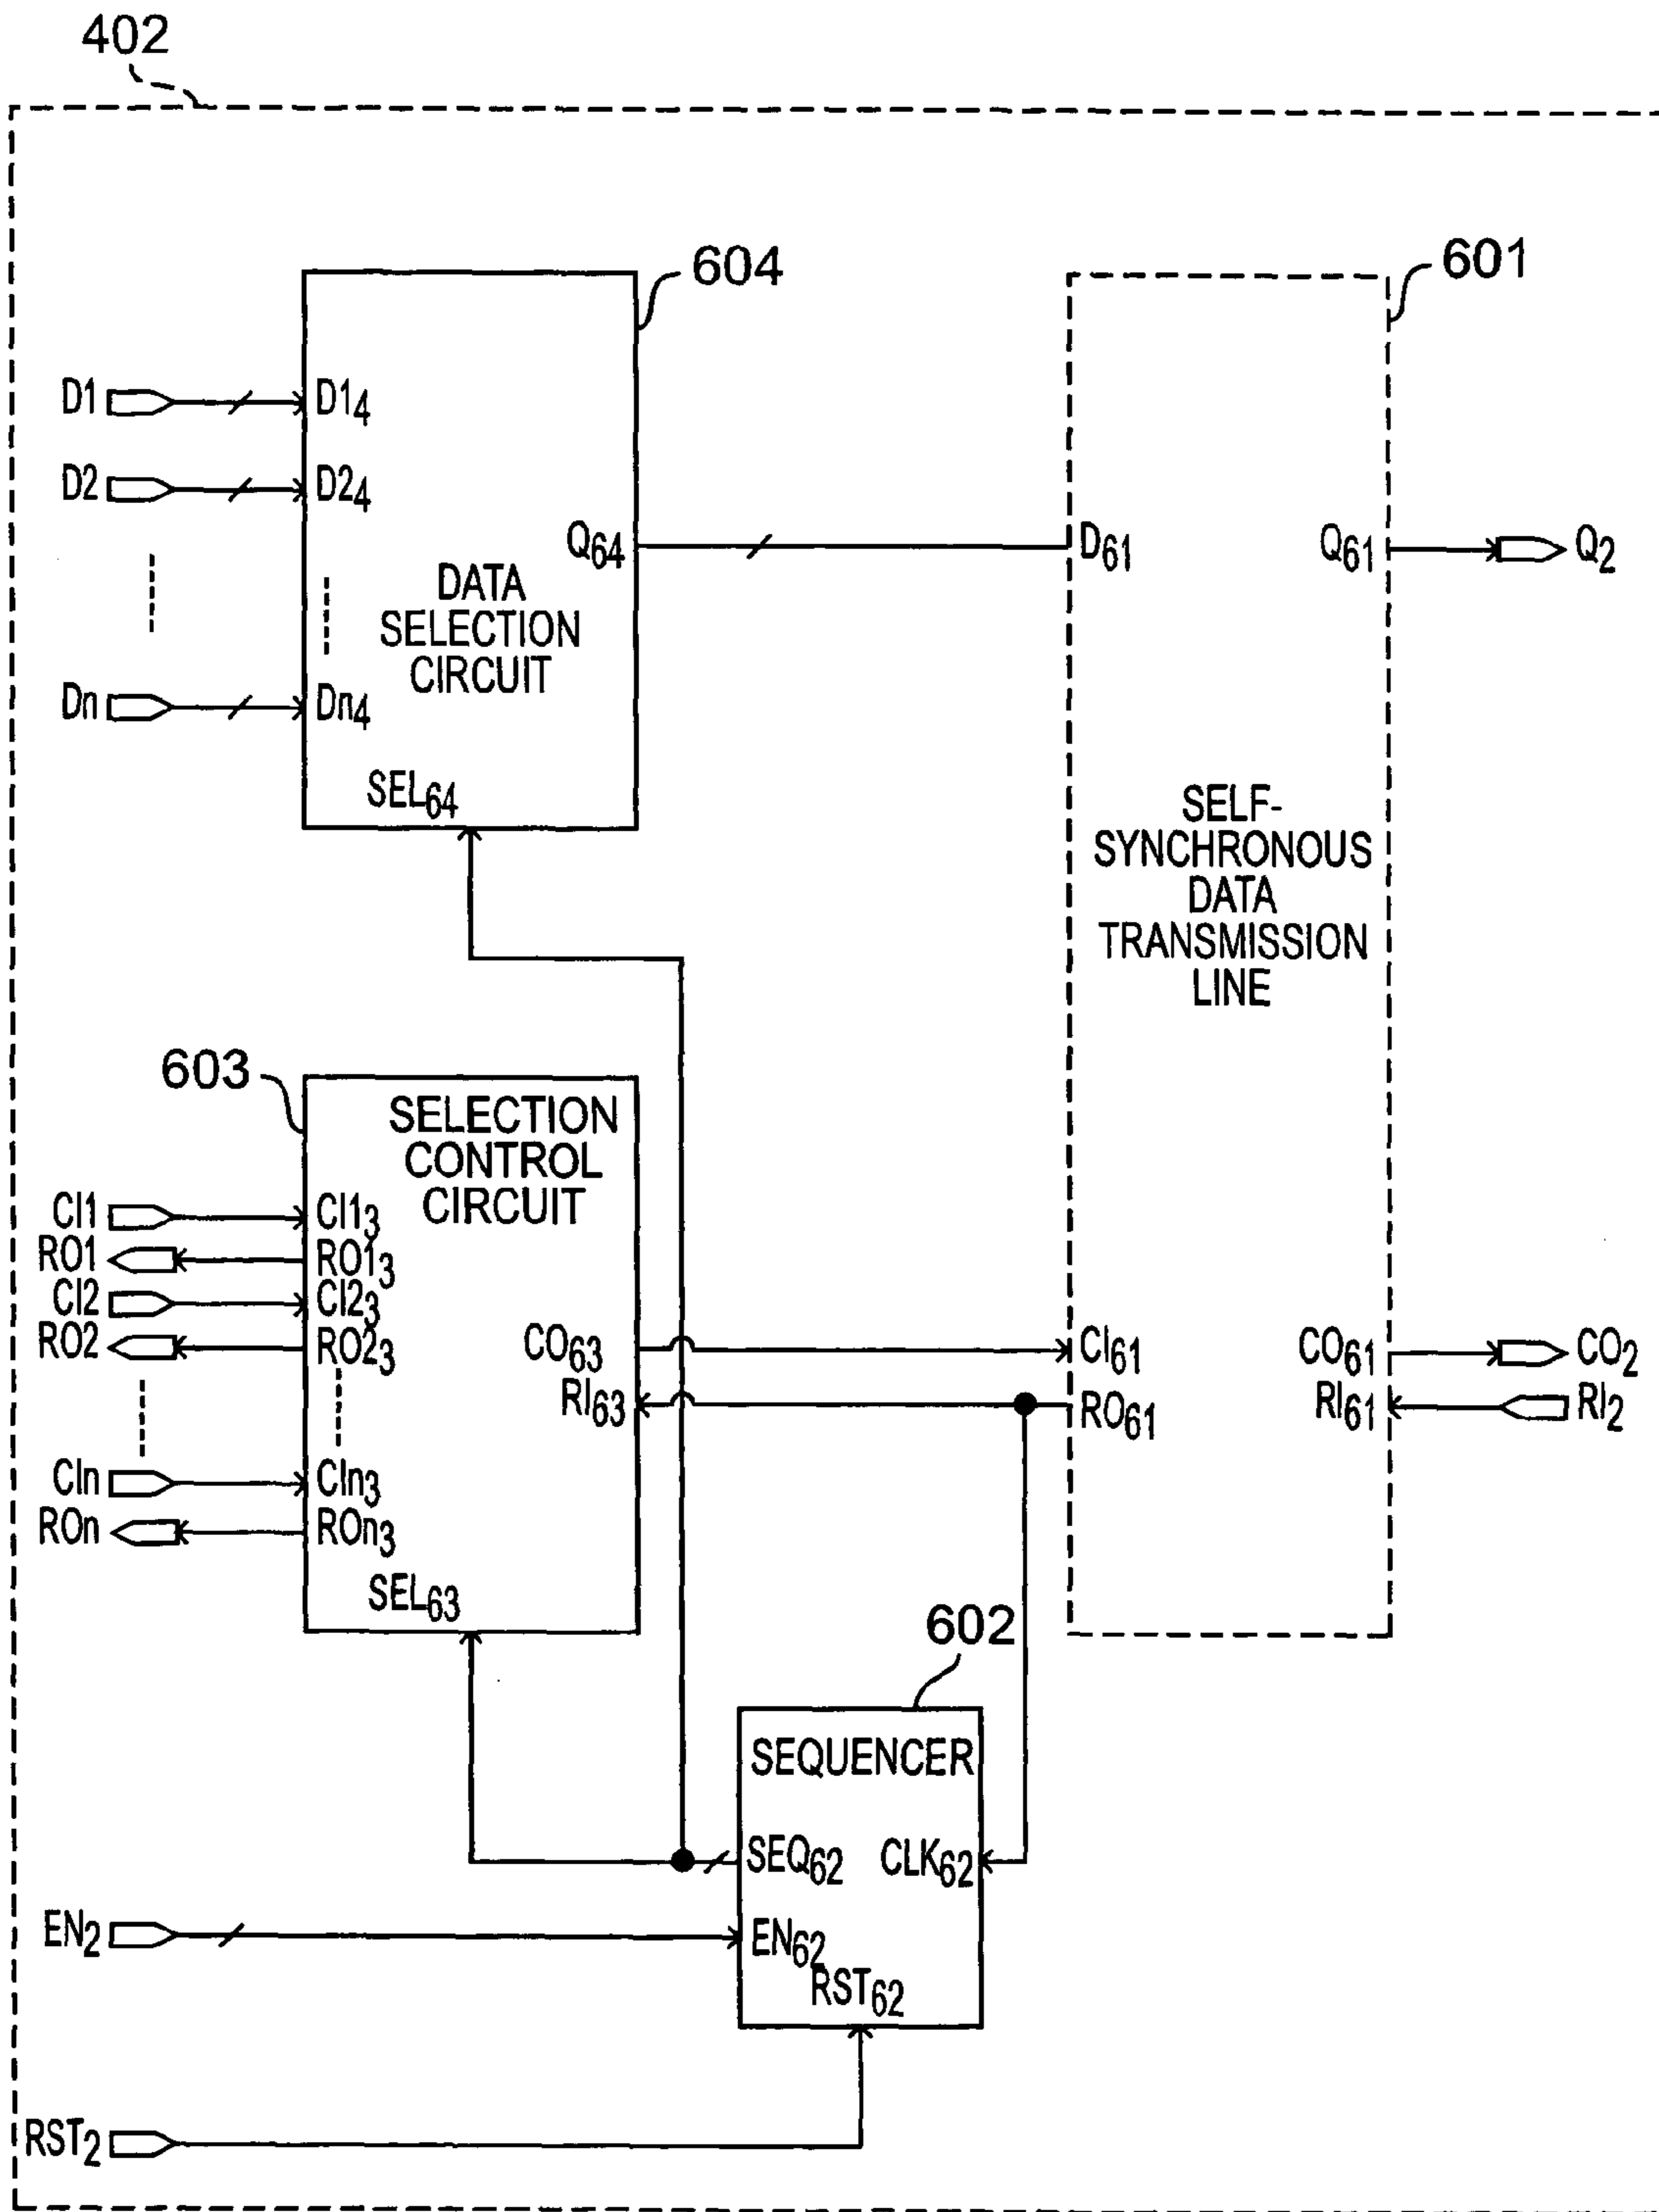 402
604
601
D1 D1₄
D2 D2₄
Q₆₄ D₆₁ Q₆₁ Q₂
DATA
SELECTION
CIRCUIT
Dn Dn₄
SEL₆₄
SELF-
SYNCHRONOUS
DATA
TRANSMISSION
LINE
603
SELECTION
CONTROL
CIRCUIT
CI1 CI1₃
RO1 RO1₃
CI2 CI2₃
RO2 RO2₃
CO₆₃ CI₆₁ CO₆₁ CO₂
RI₆₃ RO₆₁ RI₆₁ RI₂
CIn CIn₃
ROn ROn₃
SEL₆₃
602
SEQUENCER
SEQ₆₂ CLK₆₂
EN₂ EN₆₂
RST₆₂
RST₂